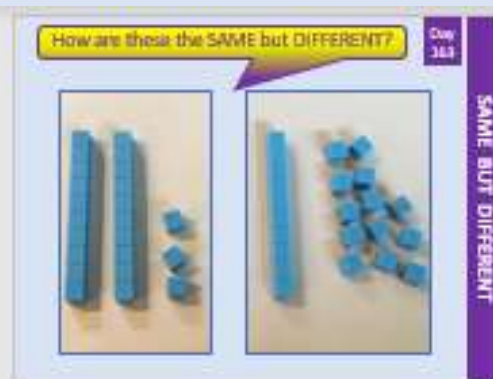 How are these the SAME but DIFFERENT?
Day
163
SAME BUT DIFFERENT